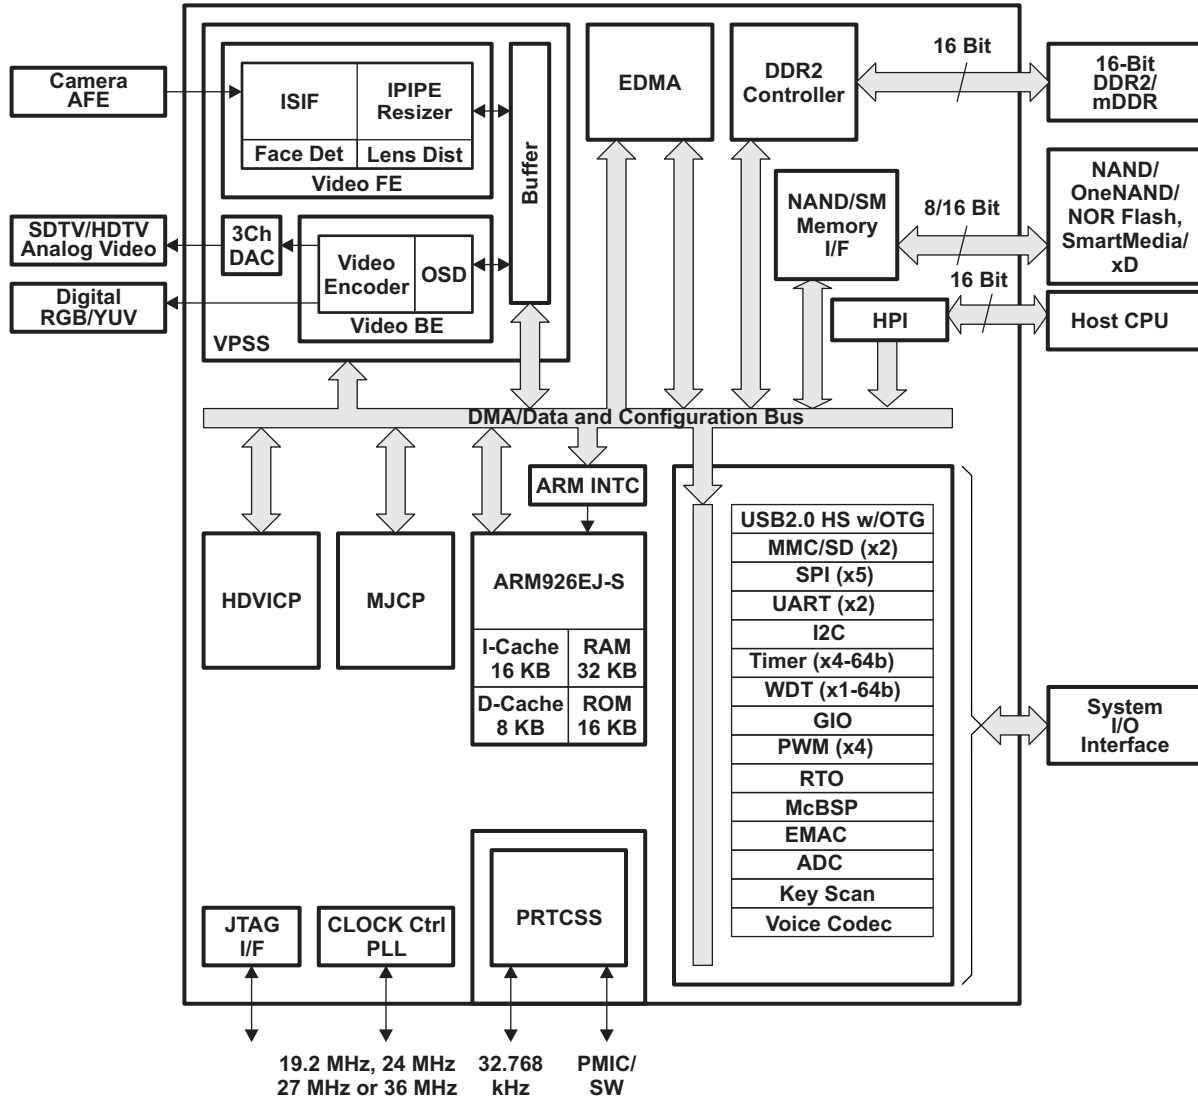 Camera
AFE
ISIF
IPIPE
Resizer
Face Det
Lens Dist
Video FE
Buffer
SDTV/HDTV
Analog Video
3Ch
DAC
Video
Encoder
OSD
Digital
RGB/YUV
Video BE
VPSS
EDMA
DDR2
Controller
16 Bit
16-Bit
DDR2/
mDDR
NAND/SM
Memory
I/F
8/16 Bit
NAND/
OneNAND/
NOR Flash,
SmartMedia/
xD
HPI
16 Bit
Host CPU
DMA/Data and Configuration Bus
HDVICP
MJCP
ARM INTC
ARM926EJ-S
I-Cache
16 KB
RAM
32 KB
D-Cache
8 KB
ROM
16 KB
USB2.0 HS w/OTG
MMC/SD (x2)
SPI (x5)
UART (x2)
I2C
Timer (x4-64b)
WDT (x1-64b)
GIO
PWM (x4)
RTO
McBSP
EMAC
ADC
Key Scan
Voice Codec
System
I/O
Interface
JTAG
I/F
CLOCK Ctrl
PLL
PRTCSS
19.2 MHz, 24 MHz
27 MHz or 36 MHz
32.768
kHz
PMIC/
SW